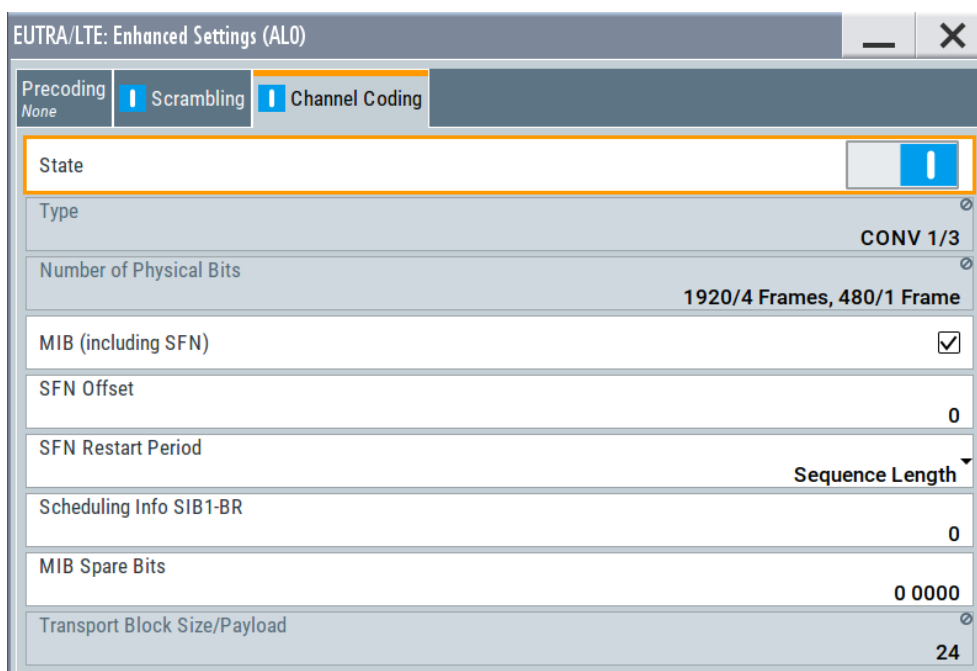 EUTRA/LTE: Enhanced Settings (AL0)
Precoding
None
Scrambling
Channel Coding
State
Type
CONV 1/3
Number of Physical Bits
1920/4 Frames, 480/1 Frame
MIB (including SFN)
SFN Offset
0
SFN Restart Period
Sequence Length
Scheduling Info SIB1-BR
0
MIB Spare Bits
0 0000
Transport Block Size/Payload
24